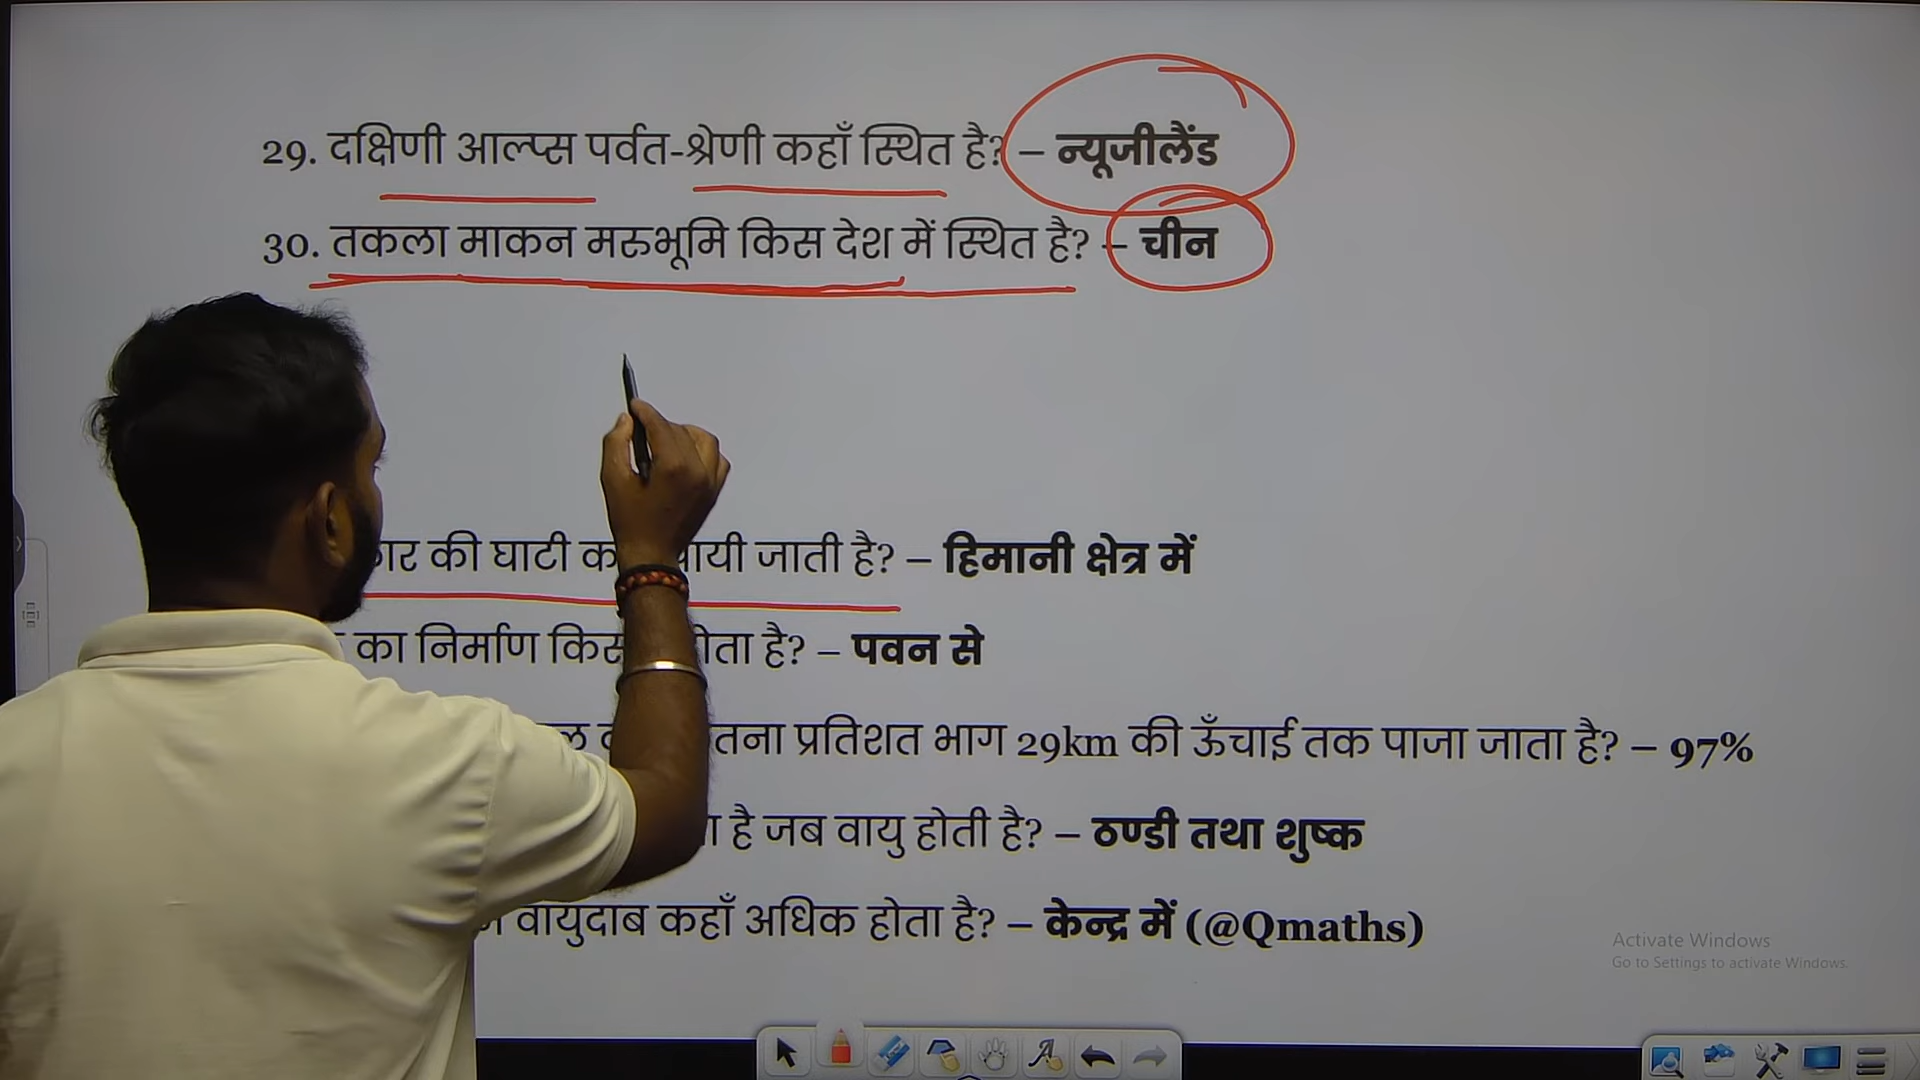 29. दक्षिणी आल्प्स पर्वत-श्रेणी कहाँ स्थित है? – न्यूजीलैंड
30. तकला माकन मरुभूमि किस देश में स्थित है? – चीन
की घाटी जाती है? – हिमानी क्षेत्र में
का निर्माण है? – पवन से
प्रतिशत भाग 29km की ऊँचाई तक पाजा जाता है? – 97%
है जब वायु होती है? – ठण्डी तथा शुष्क
वायुदाब कहाँ अधिक होता है? – केन्द्र में (@Qmaths)
Activate Windows
Go to Settings to activate Windows.